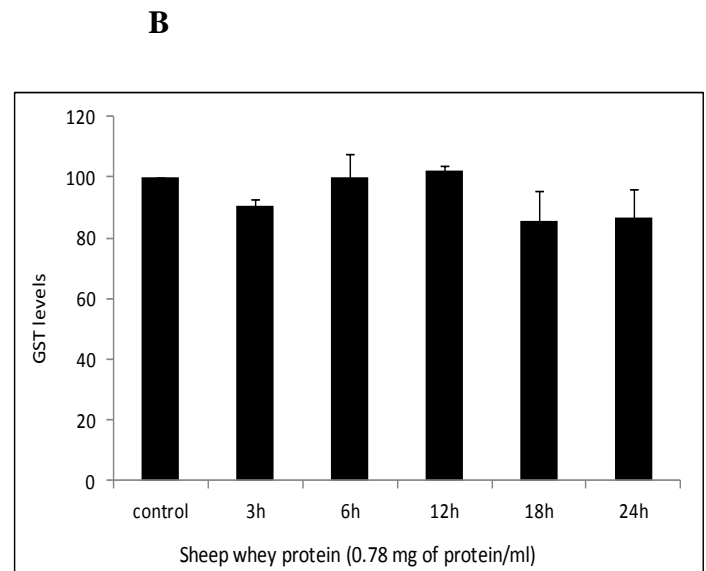 B
120
100
80
60
40
20
0
GST levels
control 3h 6h 12h 18h 24h
Sheep whey protein (0.78 mg of protein/ml)